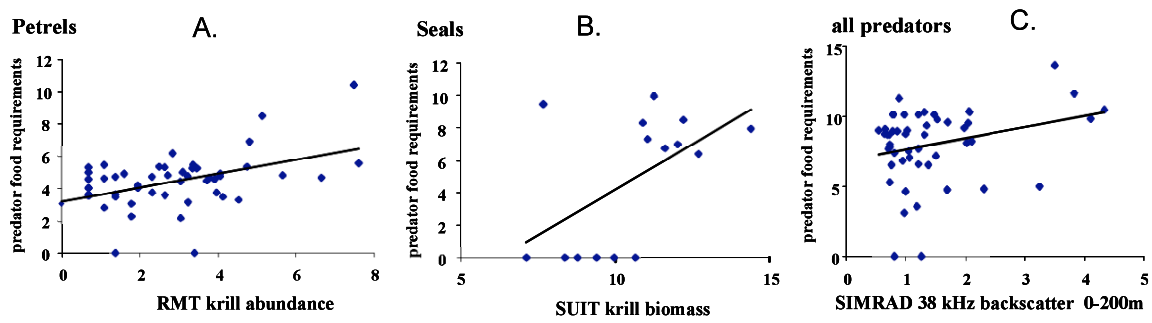 Petrels
A.
predator food requirements
12
10
8
6
4
2
0
0
2
4
6
8
RMT krill abundance
Seals
B.
predator food requirements
12
10
8
6
4
2
0
5
10
15
SUIT krill biomass
all predators
C.
predator food requirements
15
10
5
0
0
1
2
3
4
5
SIMRAD 38 kHz backscatter 0-200m